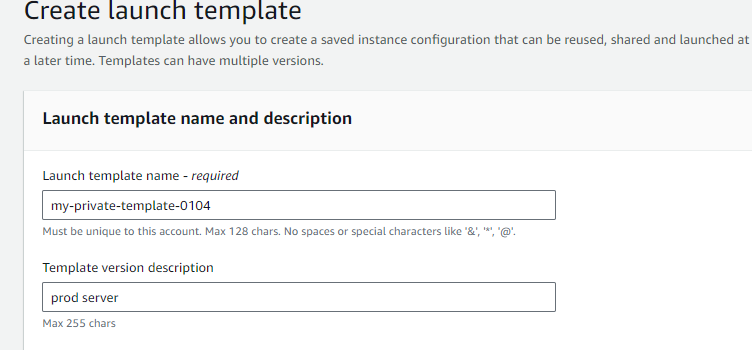 Create launch template
Creating a launch template allows you to create a saved instance configuration that can be reused, shared and launched at
a later time. Templates can have multiple versions.
Launch template name and description
Launch template name - required
my-private-template-0104
Must be unique to this account. Max 128 chars. No spaces or special characters like '&', '*', '@'.
Template version description
prod server
Max 255 chars